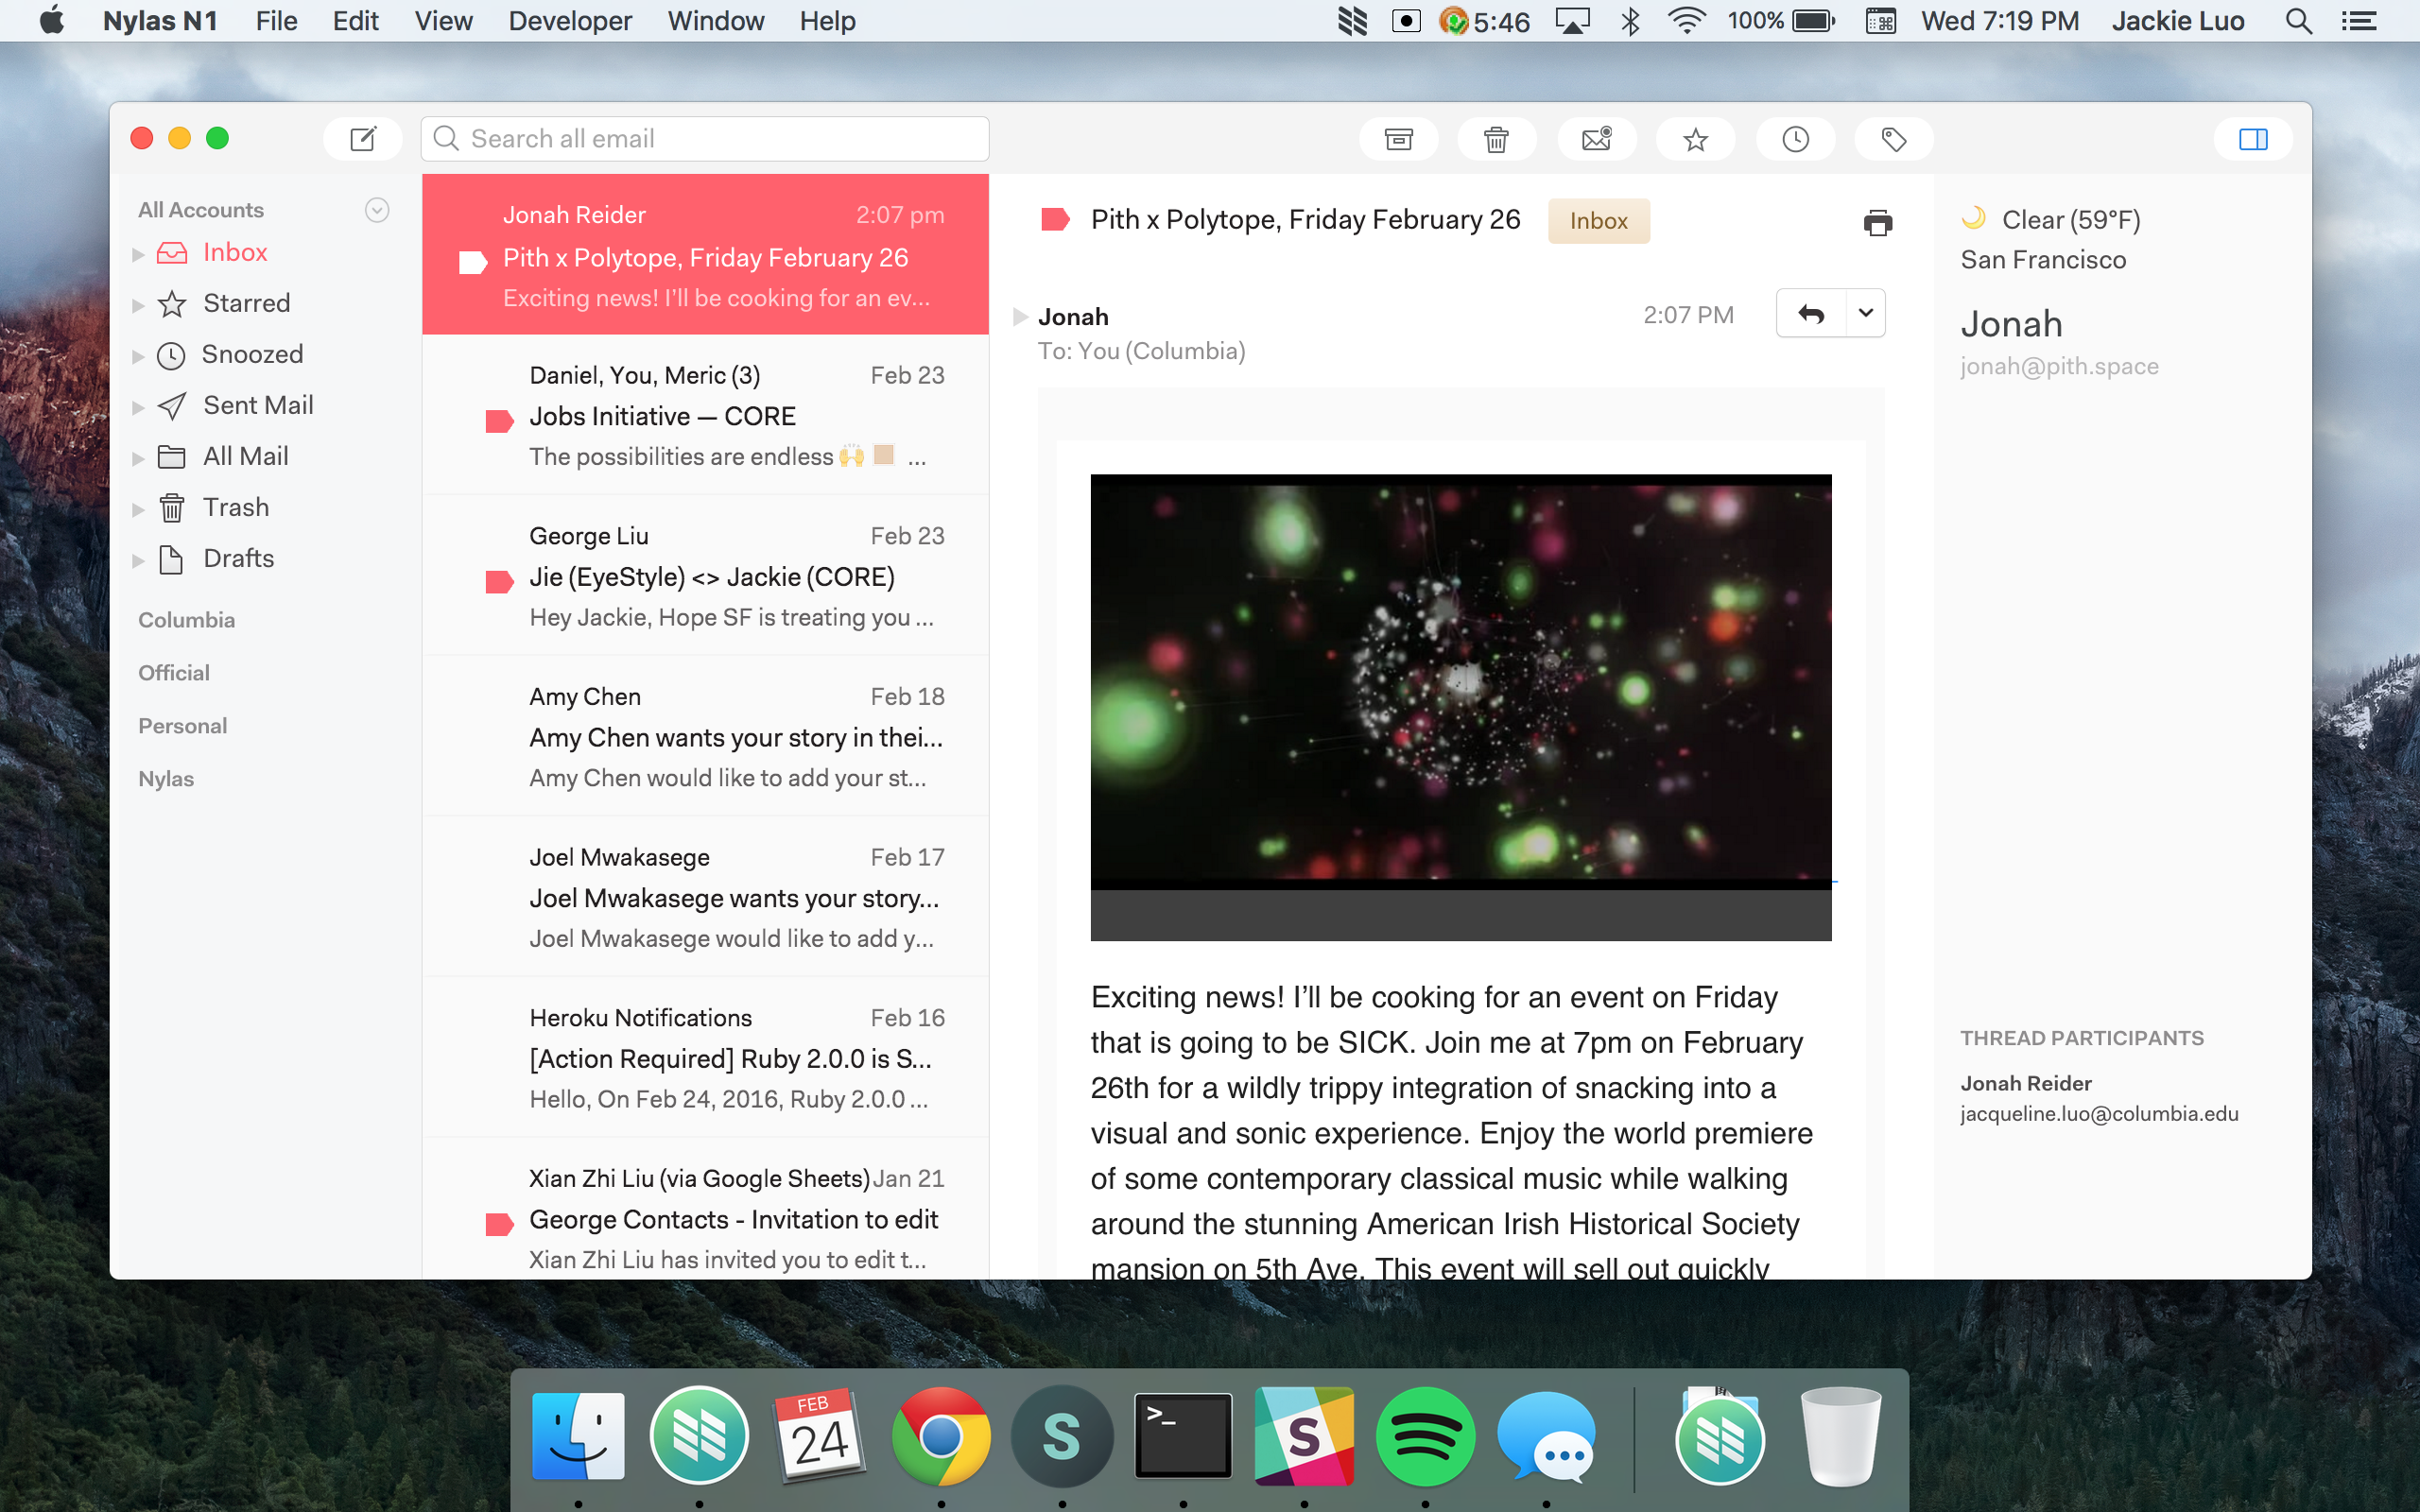 Nylas N1 File Edit View Developer Window Help 5:46 100% Wed 7:19 PM Jackie Luo
Search all email
All Accounts
Inbox
Starred
Snoozed
Sent Mail
All Mail
Trash
Drafts
Columbia
Official
Personal
Nylas
Jonah Reider 2:07 pm
Pith x Polytope, Friday February 26
Exciting news! I’ll be cooking for an ev...
Daniel, You, Meric (3) Feb 23
Jobs Initiative — CORE
The possibilities are endless 🙌 ...
George Liu Feb 23
Jie (EyeStyle) <> Jackie (CORE)
Hey Jackie, Hope SF is treating you ...
Amy Chen Feb 18
Amy Chen wants your story in thei...
Amy Chen would like to add your st...
Joel Mwakasege Feb 17
Joel Mwakasege wants your story...
Joel Mwakasege would like to add y...
Heroku Notifications Feb 16
[Action Required] Ruby 2.0.0 is S...
Hello, On Feb 24, 2016, Ruby 2.0.0 ...
Xian Zhi Liu (via Google Sheets) Jan 21
George Contacts - Invitation to edit
Xian Zhi Liu has invited you to edit t...
Pith x Polytope, Friday February 26 Inbox
Jonah 2:07 PM
To: You (Columbia)
Exciting news! I’ll be cooking for an event on Friday
that is going to be SICK. Join me at 7pm on February
26th for a wildly trippy integration of snacking into a
visual and sonic experience. Enjoy the world premiere
of some contemporary classical music while walking
around the stunning American Irish Historical Society
mansion on 5th Ave. This event will sell out quickly
Clear (59°F)
San Francisco
Jonah
jonah@pith.space
THREAD PARTICIPANTS
Jonah Reider
jacqueline.luo@columbia.edu
FEB
24
S
>_
S